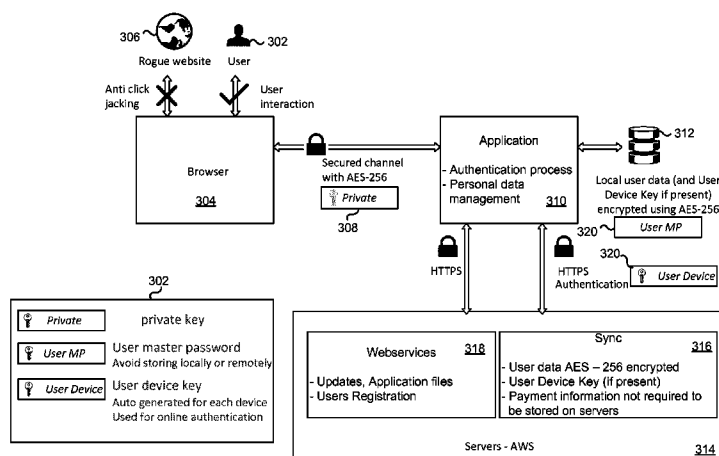 306
302
Rogue website
User
Anti click
jacking
User
interaction
Browser
304
Secured channel
with AES-256
Private
308
Application
- Authentication process
- Personal data
management
310
312
Local user data (and User
Device Key if present)
encrypted using AES-256
320
User MP
320
User Device
HTTPS
HTTPS
Authentication
302
Private
private key
User MP
User master password
Avoid storing locally or remotely
User Device
User device key
Auto generated for each device
Used for online authentication
Webservices
318
- Updates, Application files
- Users Registration
Sync
316
- User data AES – 256 encrypted
- User Device Key (if present)
- Payment information not required to
be stored on servers
Servers - AWS
314